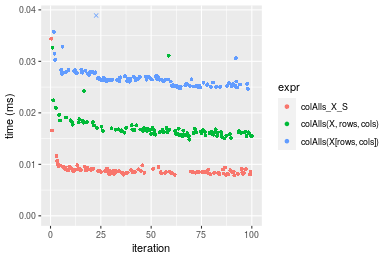 0.04
0.03
0.02
0.01
0.00
time (ms)
0
25
50
75
100
iteration
expr
colAlls_X_S
colAlls(X, rows, cols)
colAlls(X[rows, cols])